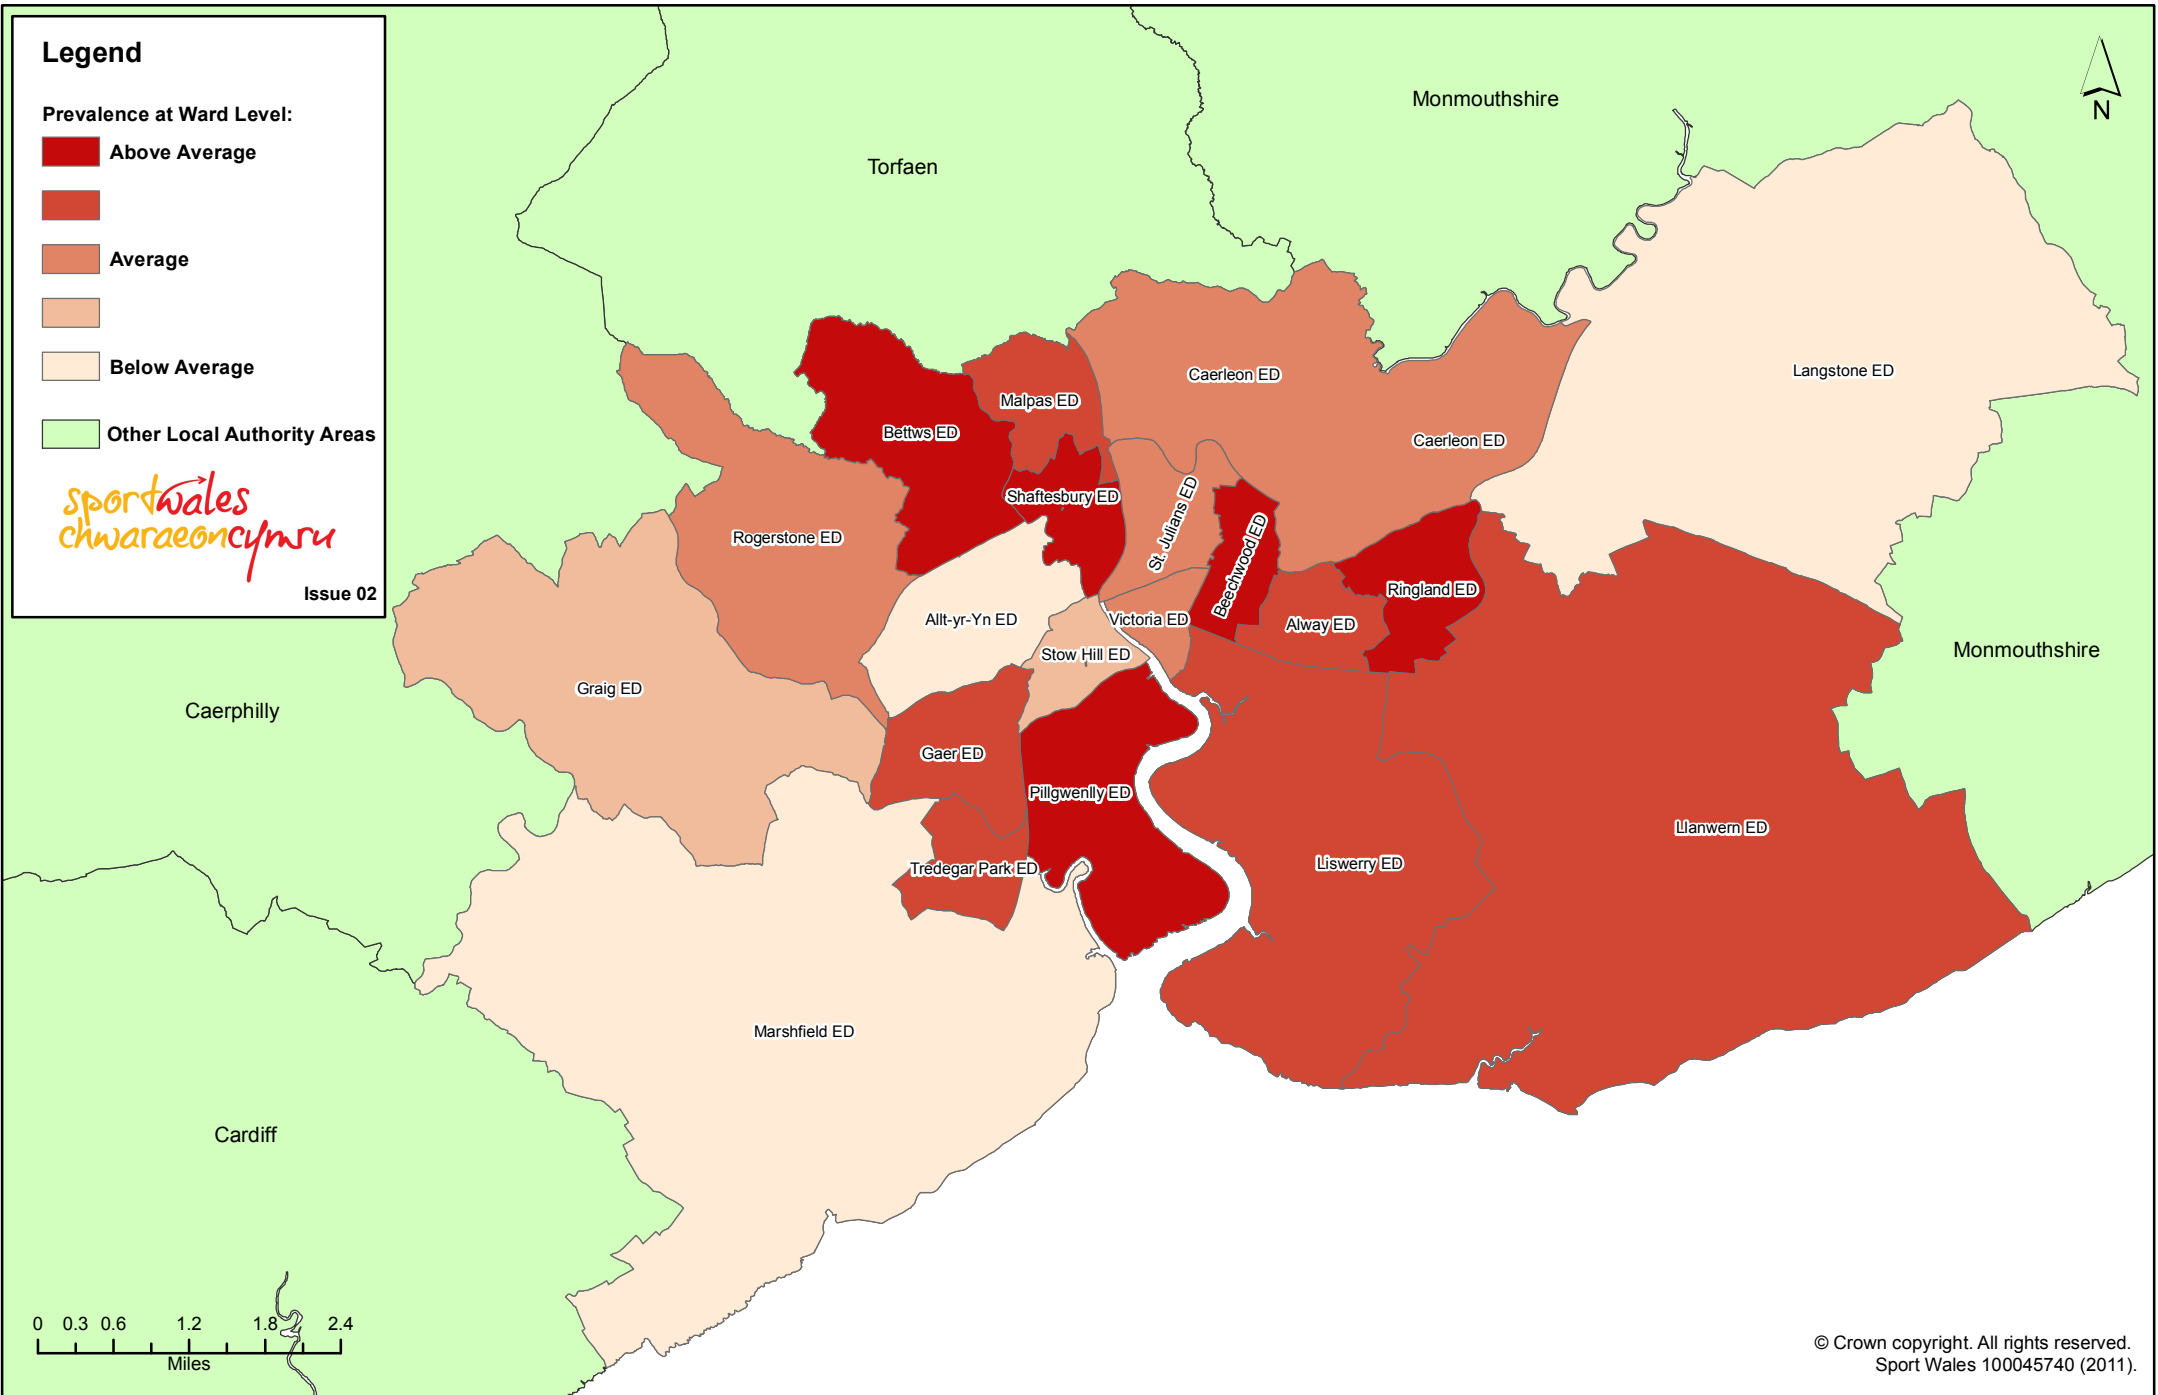 Legend
Prevalence at Ward Level:
Above Average
Average
Below Average
Other Local Authority Areas
sportwales
chwaraeoncymru
Issue 02
N
Monmouthshire
Torfaen
Langstone ED
Caerleon ED
Malpas ED
Bettws ED
Caerleon ED
Shaftesbury ED
St. Julians ED
Rogerstone ED
Beechwood ED
Ringland ED
Allt-yr-Yn ED
Victoria ED
Alway ED
Stow Hill ED
Monmouthshire
Graig ED
Caerphilly
Gaer ED
Pillgwenlly ED
Llanwern ED
Liswerry ED
Tredegar Park ED
Marshfield ED
Cardiff
0 0.3 0.6 1.2 1.8 2.4
Miles
© Crown copyright. All rights reserved.
Sport Wales 100045740 (2011).